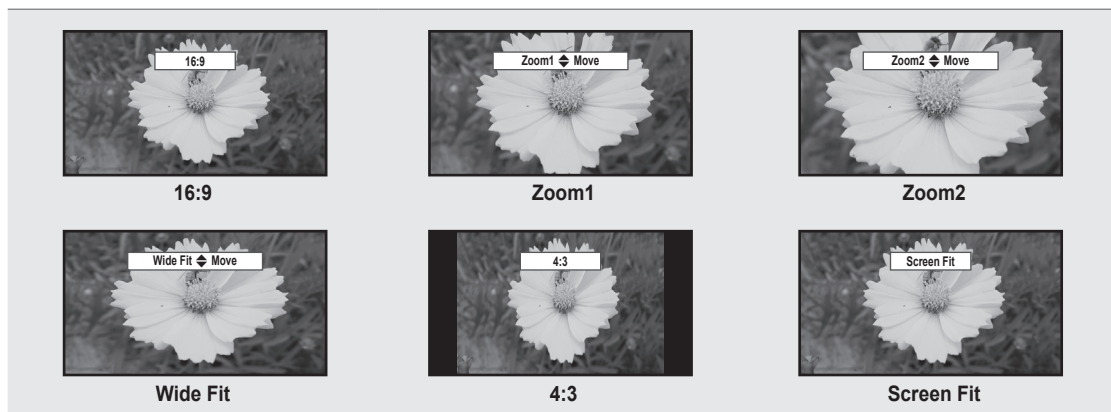 16:9
Zoom1 Move
Zoom2 Move
16:9
Zoom1
Zoom2
Wide Fit Move
4:3
Screen Fit
Wide Fit
4:3
Screen Fit